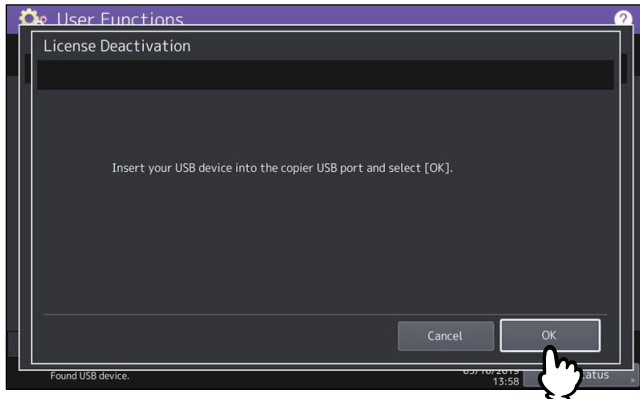 User Functions
?
License Deactivation
Insert your USB device into the copier USB port and select [OK].
Cancel
OK
Found USB device.
13:58